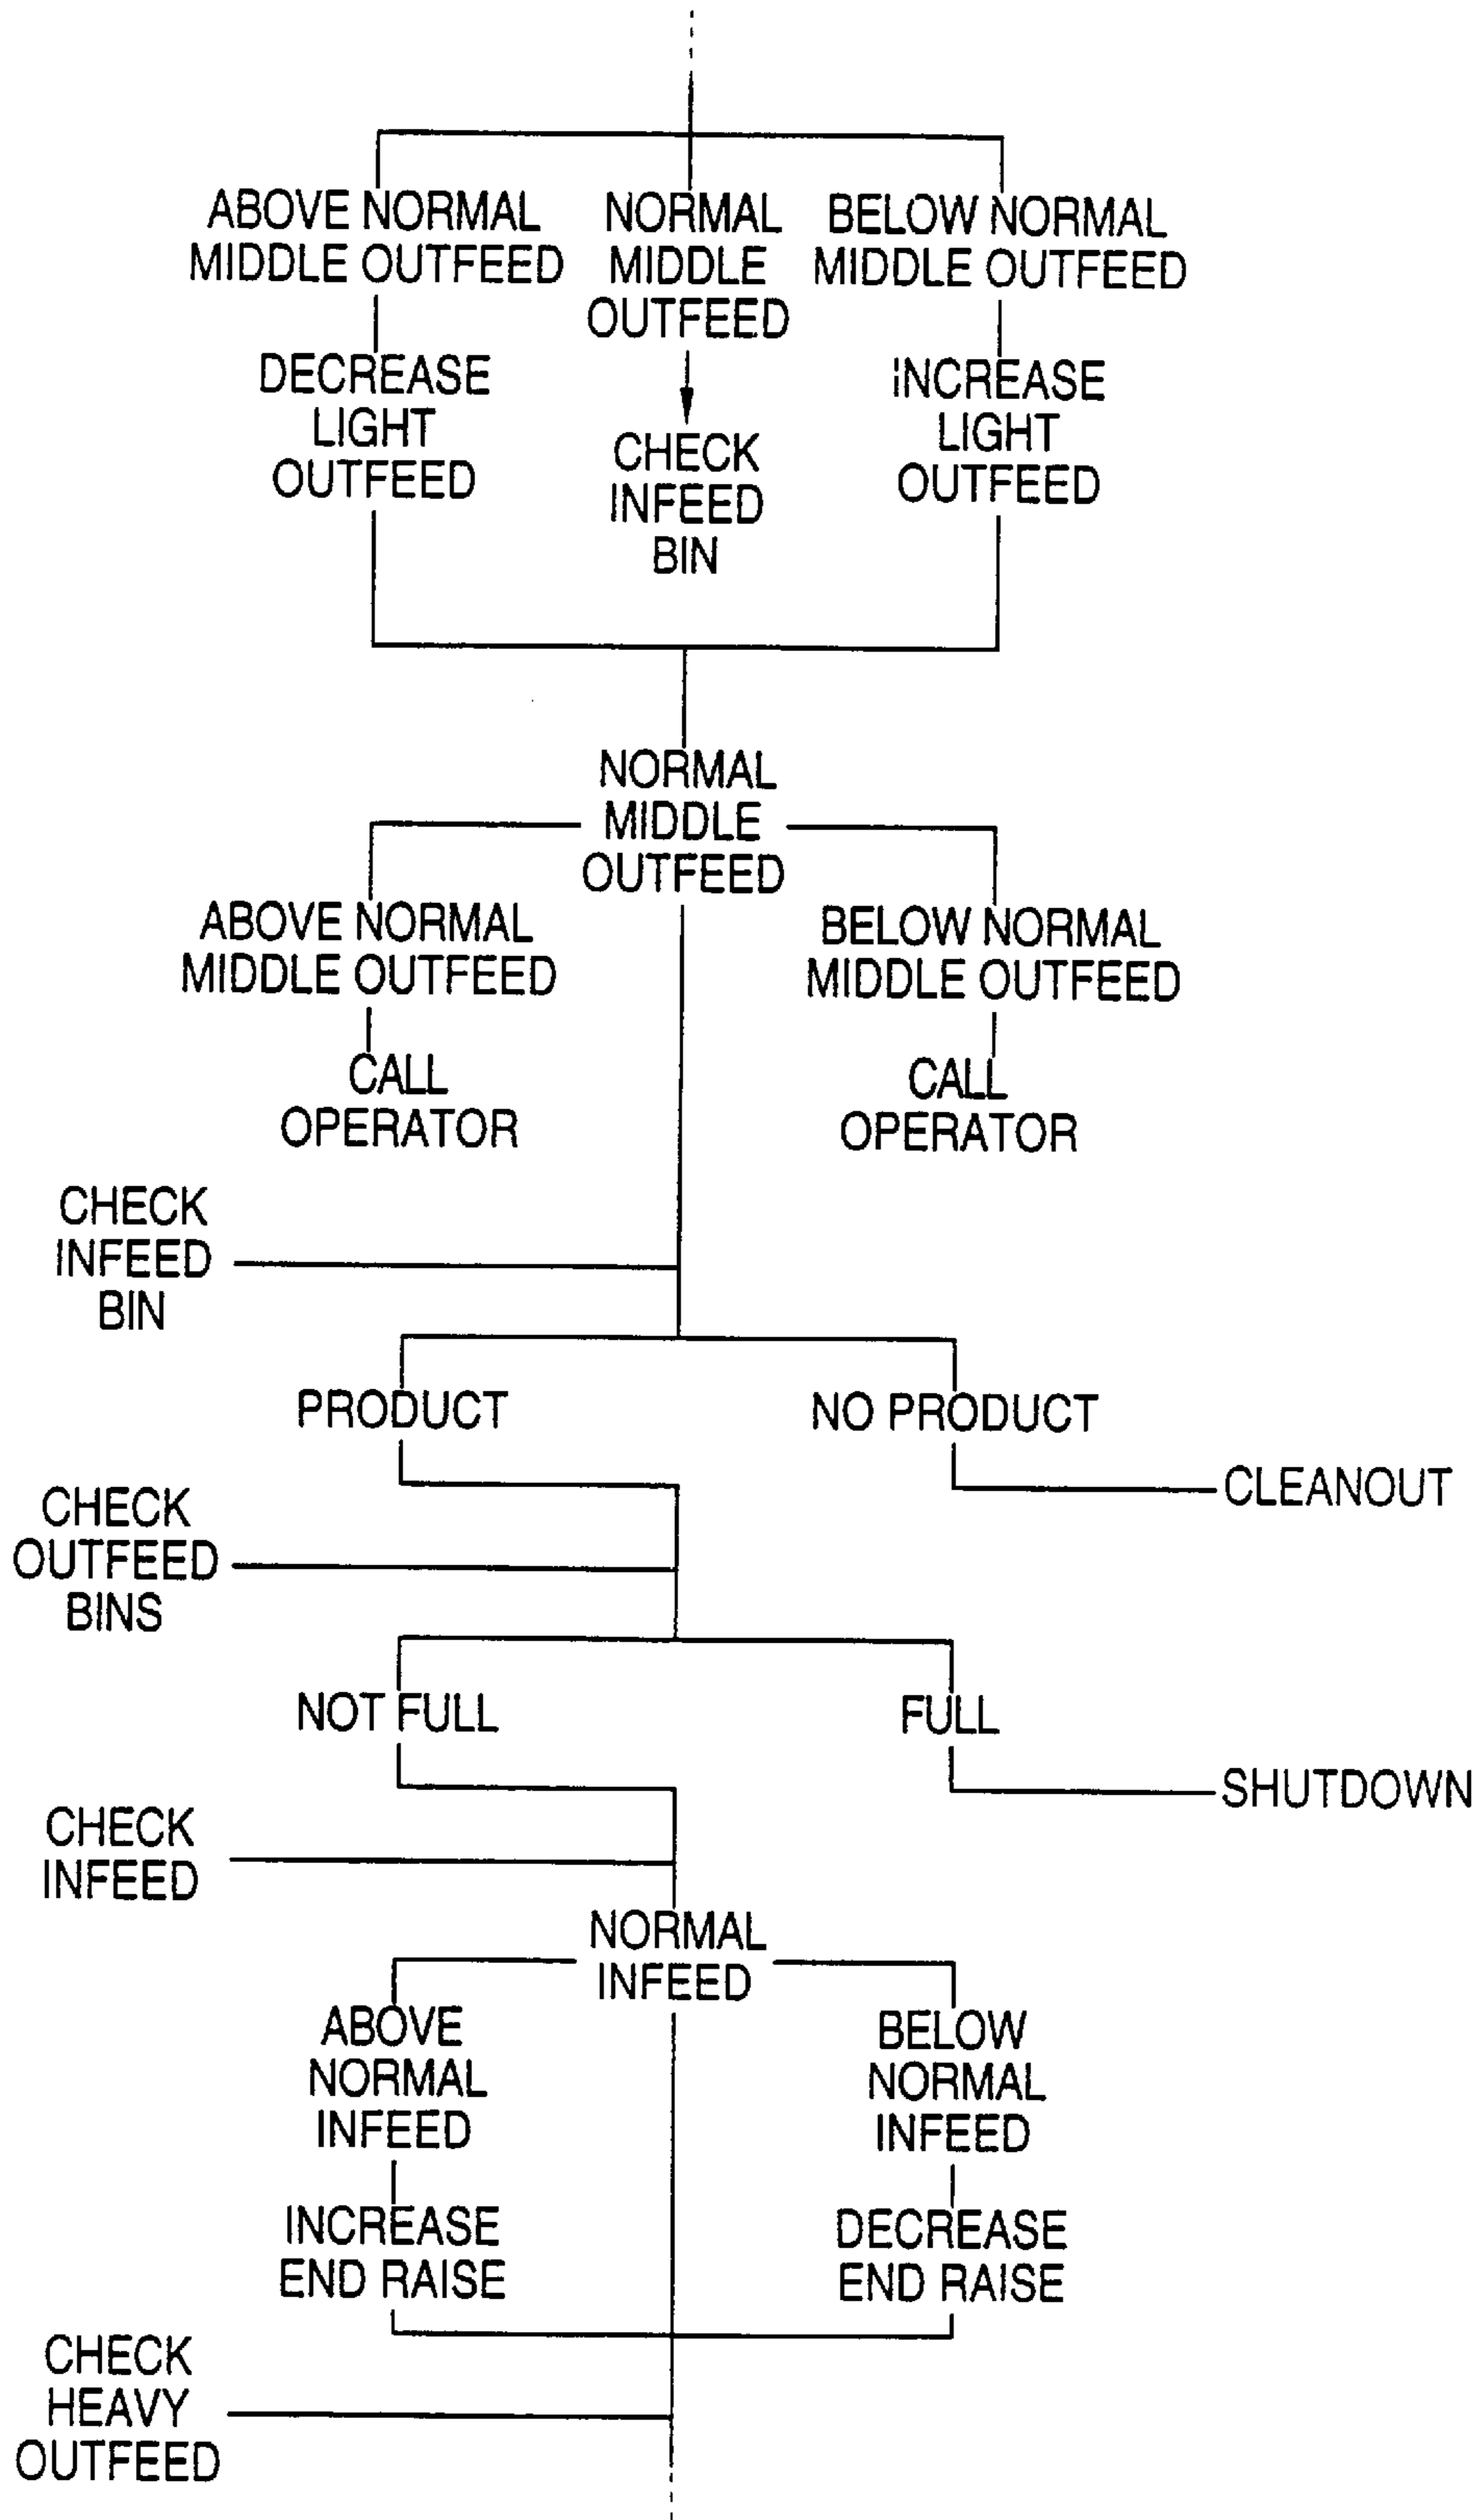 ABOVE NORMAL
MIDDLE OUTFEED
NORMAL
MIDDLE
OUTFEED
BELOW NORMAL
MIDDLE OUTFEED
DECREASE
LIGHT
OUTFEED
CHECK
INFEED
BIN
INCREASE
LIGHT
OUTFEED
NORMAL
MIDDLE
OUTFEED
ABOVE NORMAL
MIDDLE OUTFEED
BELOW NORMAL
MIDDLE OUTFEED
CALL
OPERATOR
CALL
OPERATOR
CHECK
INFEED
BIN
PRODUCT
NO PRODUCT
CLEANOUT
CHECK
OUTFEED
BINS
NOT FULL
FULL
SHUTDOWN
CHECK
INFEED
NORMAL
INFEED
ABOVE
NORMAL
INFEED
BELOW
NORMAL
INFEED
INCREASE
END RAISE
DECREASE
END RAISE
CHECK
HEAVY
OUTFEED